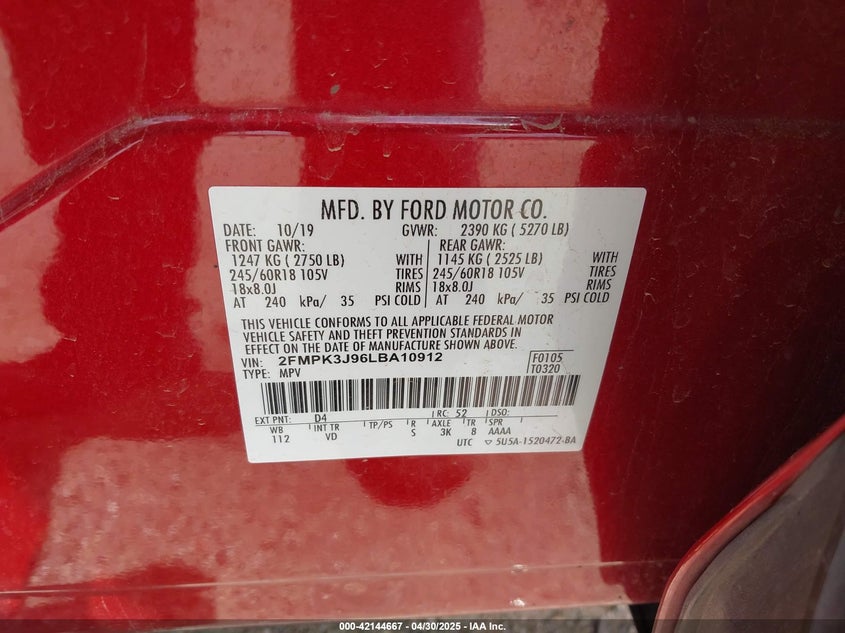 MFD. BY FORD MOTOR CO.
DATE: 10/19 GVWR: 2390 KG ( 5270 LB)
FRONT GAWR: REAR GAWR:
1247 KG ( 2750 LB) WITH 1145 KG ( 2525 LB) WITH
245/60R18 105V TIRES 245/60R18 105V TIRES
18x8.0J RIMS 18x8.0J RIMS
AT 240 kPa/ 35 PSI COLD AT 240 kPa/ 35 PSI COLD
THIS VEHICLE CONFORMS TO ALL APPLICABLE FEDERAL MOTOR
VEHICLE SAFETY AND THEFT PREVENTION STANDARDS IN
EFFECT ON THE DATE OF MANUFACTURE SHOWN ABOVE.
VIN: 2FMPK3J96LBA10912 F0105
TYPE: MPV T0320
EXT PNT: D4 RC: 52 DSO:
WB INT TR TP/PS R AXLE TR SPR
112 VD S 3K 8 AAAA
UTC ▽ 5U5A-1520472-BA
000-42144667 - 04/30/2025 - IAA Inc.